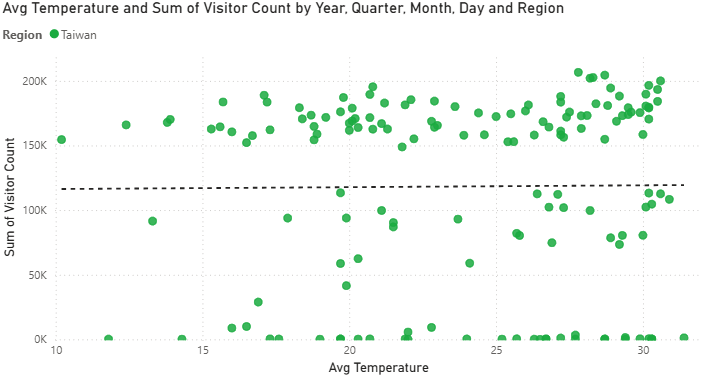 Avg Temperature and Sum of Visitor Count by Year, Quarter, Month, Day and Region
Region Taiwan
200K
150K
100K
50K
0K
Sum of Visitor Count
10 15 20 25 30
Avg Temperature